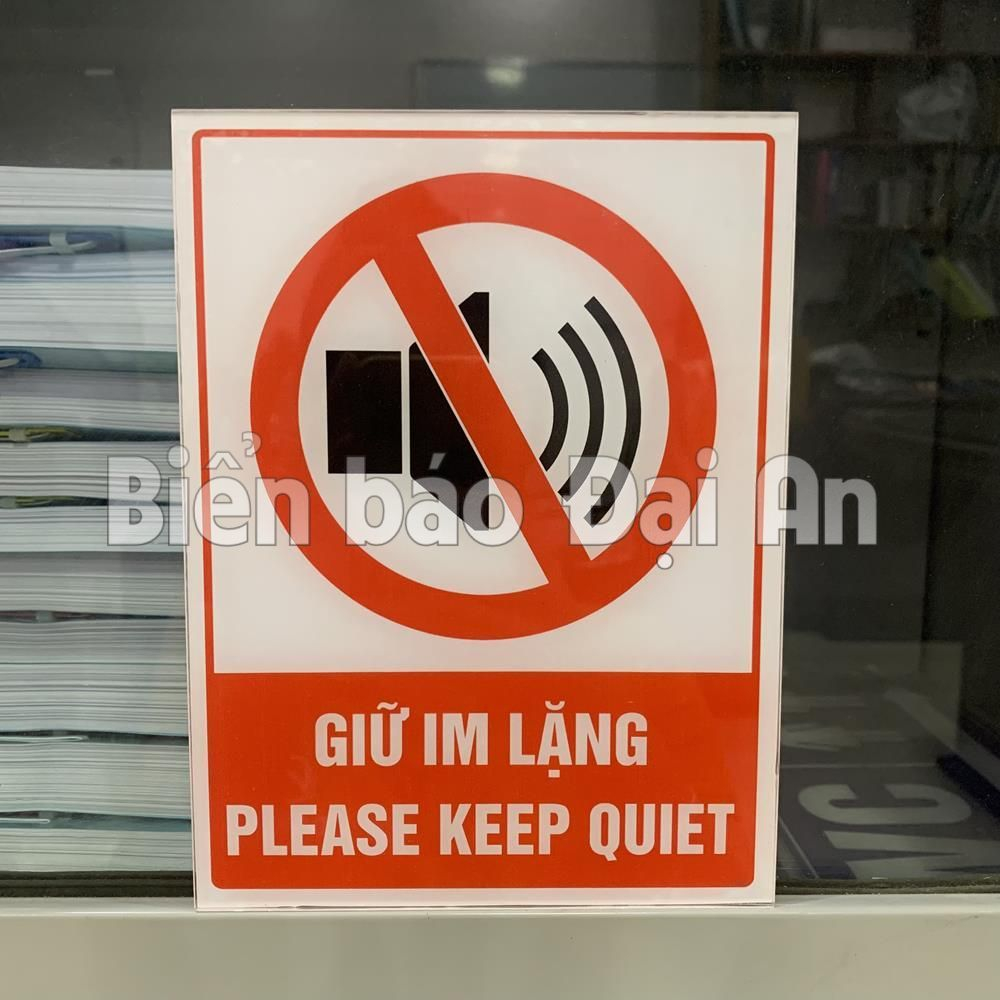 Biển báo Đại An
GIỮ IM LẶNG
PLEASE KEEP QUIET